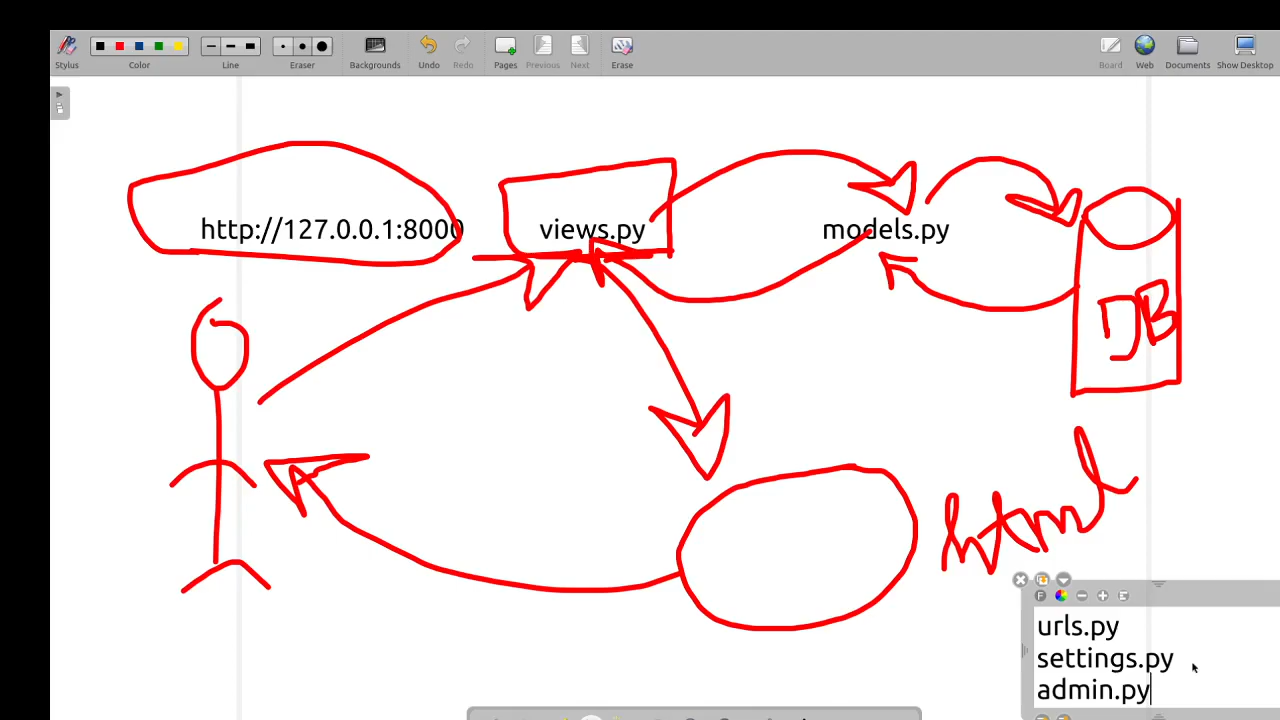 Stylus
Color
Line
Eraser
Backgrounds
Undo
Redo
Pages
Previous
Next
Erase
Board
Web
Documents
Show Desktop
http://127.0.0.1:8000
views.py
models.py
DB
html
F
urls.py
settings.py
admin.py